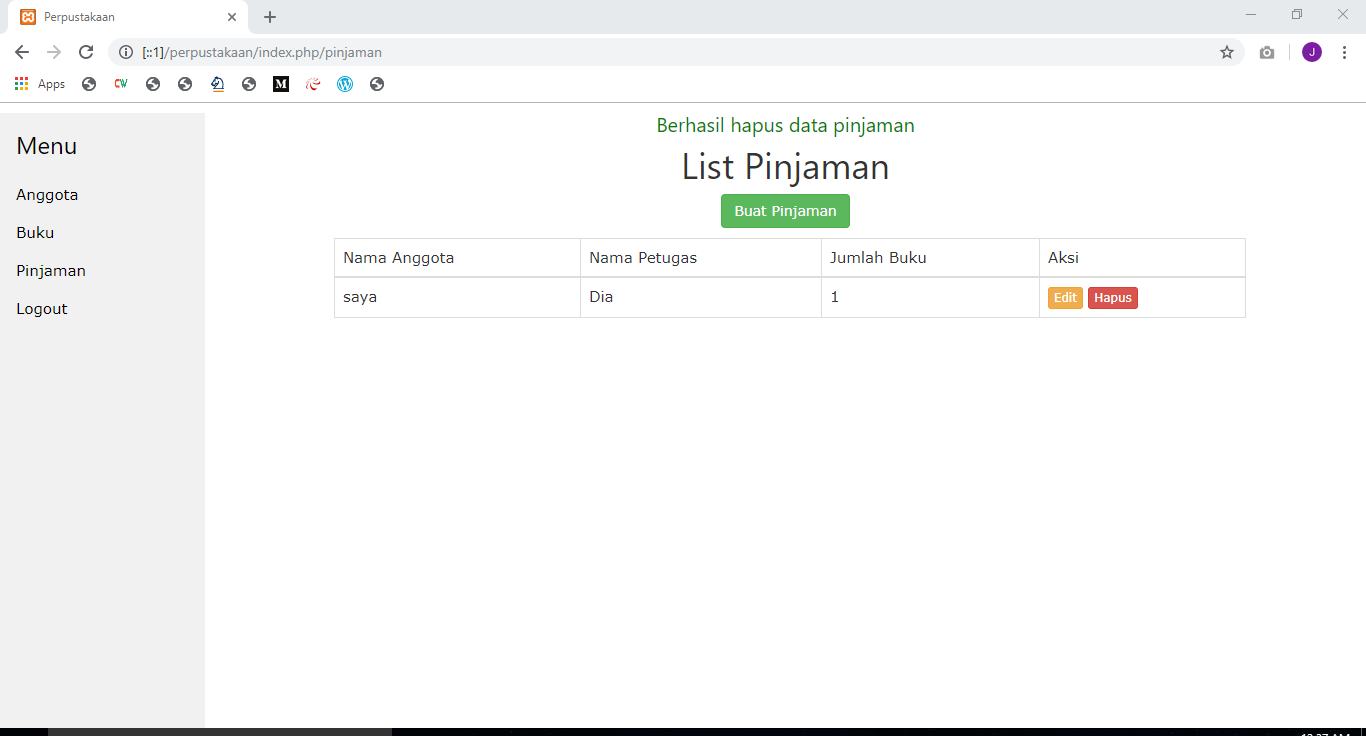 Perpustakaan
[::1]/perpustakaan/index.php/pinjaman
J
Apps
CW
M
Menu
Anggota
Buku
Pinjaman
Logout
Berhasil hapus data pinjaman
List Pinjaman
Buat Pinjaman
Nama Anggota Nama Petugas Jumlah Buku Aksi
saya Dia 1 Edit Hapus